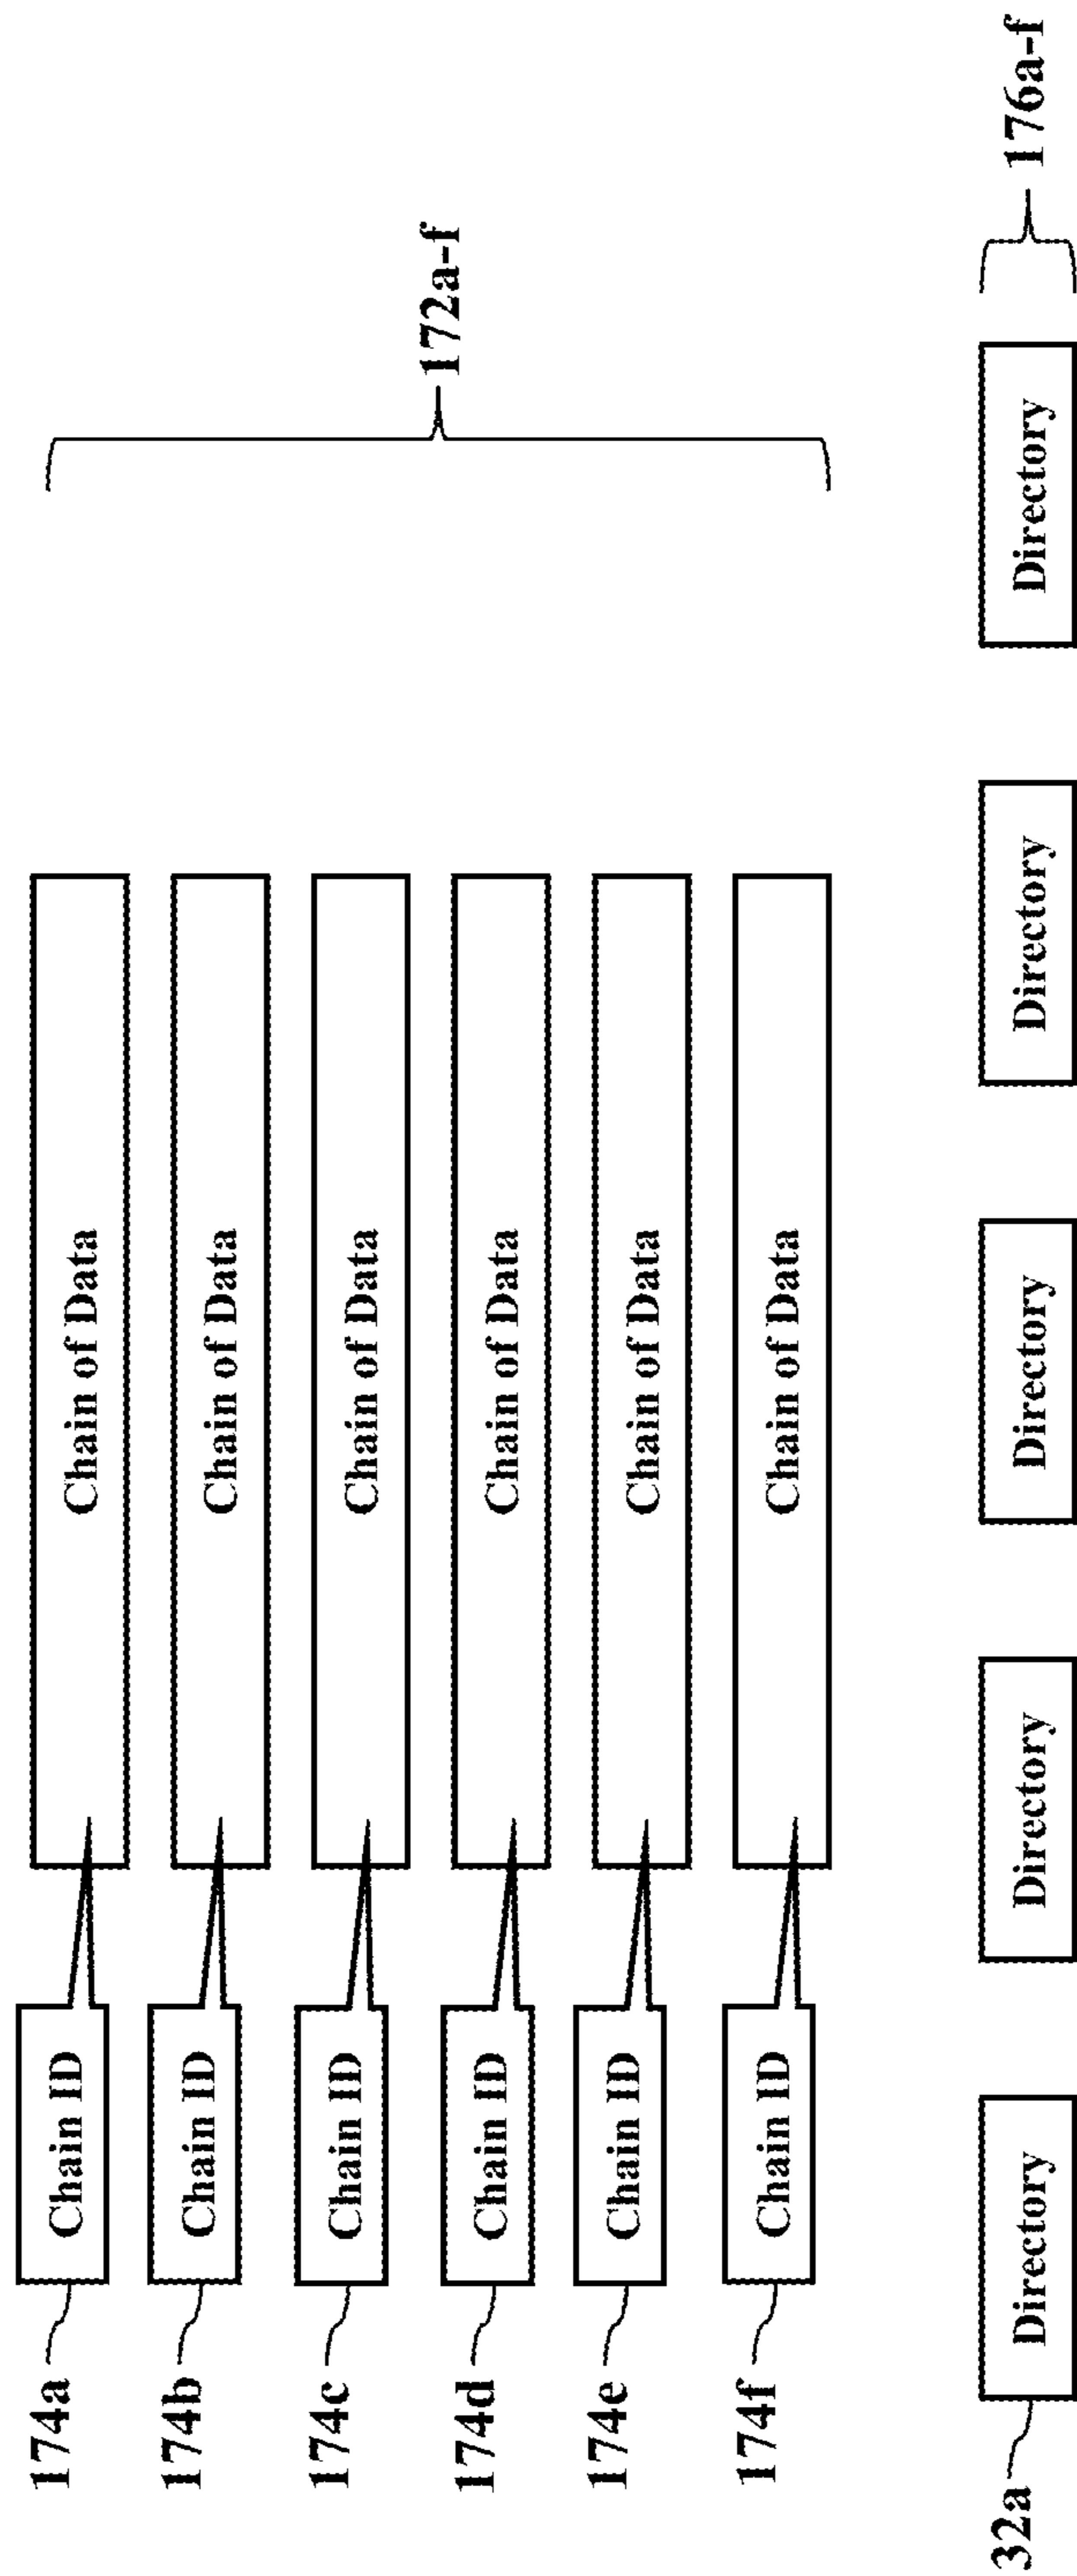 174a
Chain ID
Chain of Data
174b
Chain ID
Chain of Data
174c
Chain ID
Chain of Data
174d
Chain ID
Chain of Data
174e
Chain ID
Chain of Data
174f
Chain ID
Chain of Data
172a-f
32a
Directory
Directory
Directory
Directory
Directory
176a-f